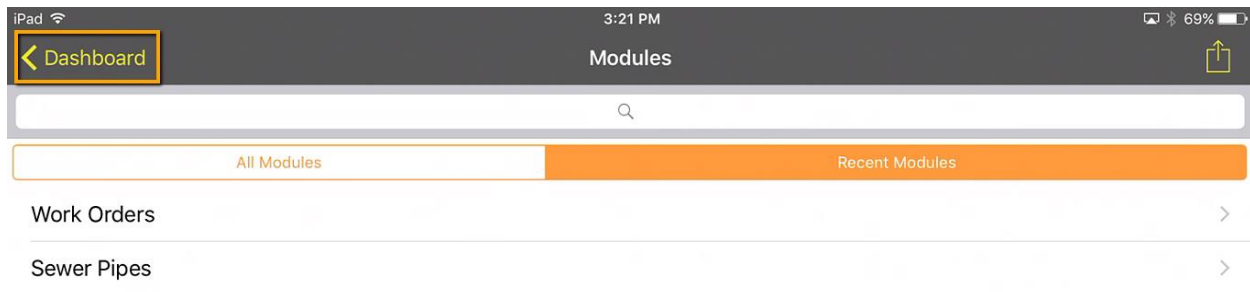 iPad 3:21 PM 69%
Dashboard Modules
All Modules Recent Modules
Work Orders
Sewer Pipes